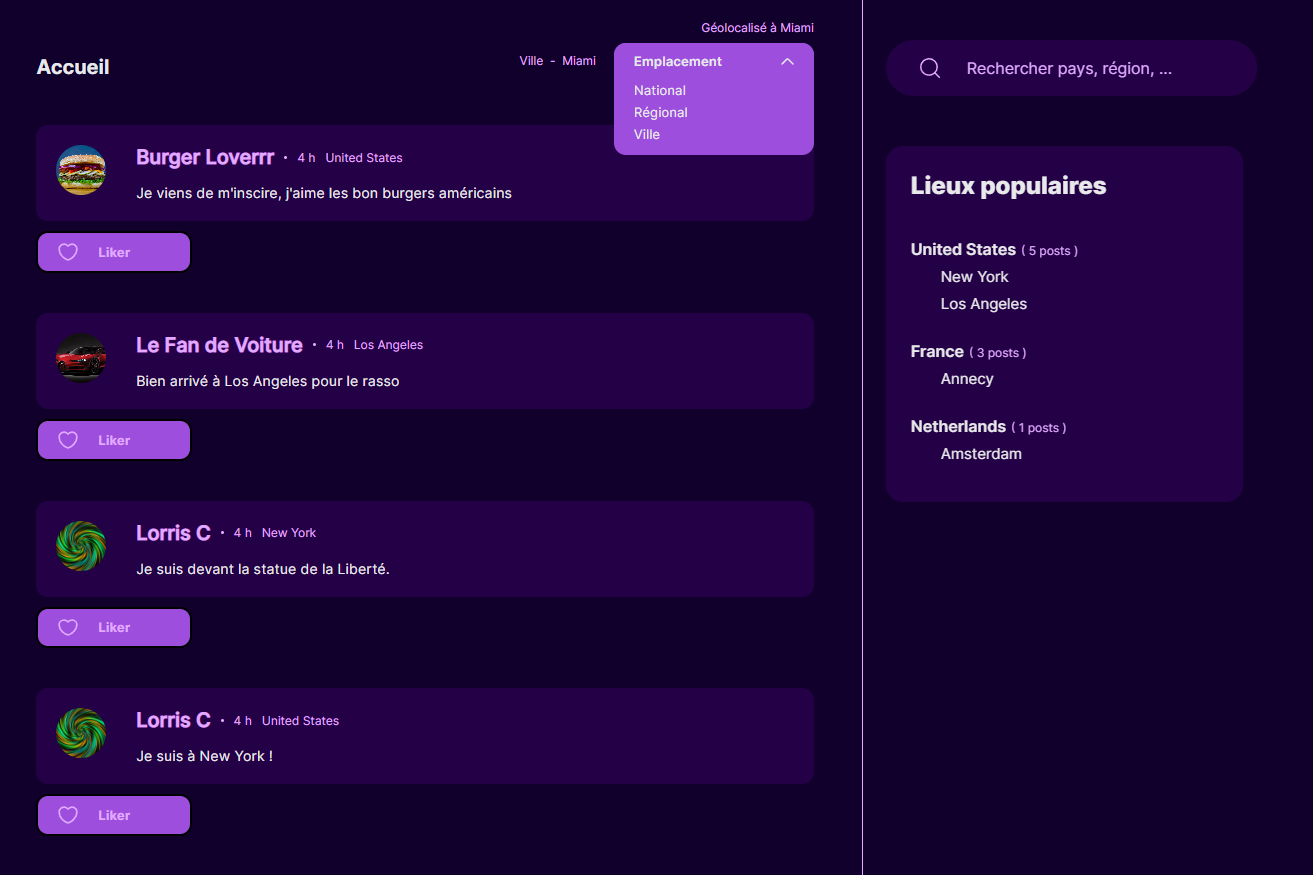 Géolocalisé à Miami
Accueil
Ville - Miami
Emplacement
National
Régional
Ville
Burger Loverrr • 4 h United States
Je viens de m'inscire, j'aime les bon burgers américains
Liker
Le Fan de Voiture • 4 h Los Angeles
Bien arrivé à Los Angeles pour le rasso
Liker
Lorris C • 4 h New York
Je suis devant la statue de la Liberté.
Liker
Lorris C • 4 h United States
Je suis à New York !
Liker
Rechercher pays, région, ...
Lieux populaires
United States ( 5 posts )
New York
Los Angeles
France ( 3 posts )
Annecy
Netherlands ( 1 posts )
Amsterdam